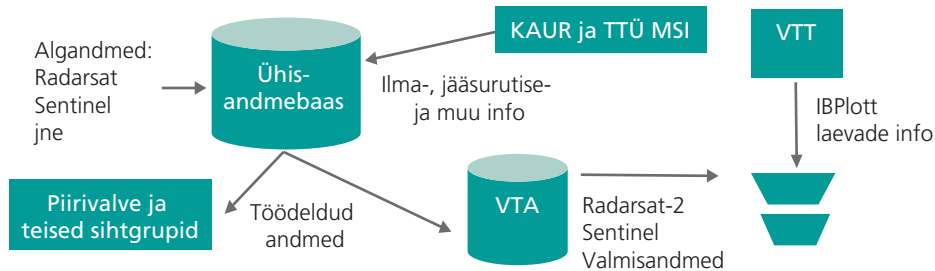 Algandmed:
Radarsat
Sentinel
jne
Ühis-
andmebaas
KAUR ja TTÜ MSI
Ilma-, jääsurutise-
ja muu info
VTT
IBPlott
laevade info
Piirivalve ja
teised sihtgrupid
Töödeldud
andmed
VTA
Radarsat-2
Sentinel
Valmisandmed